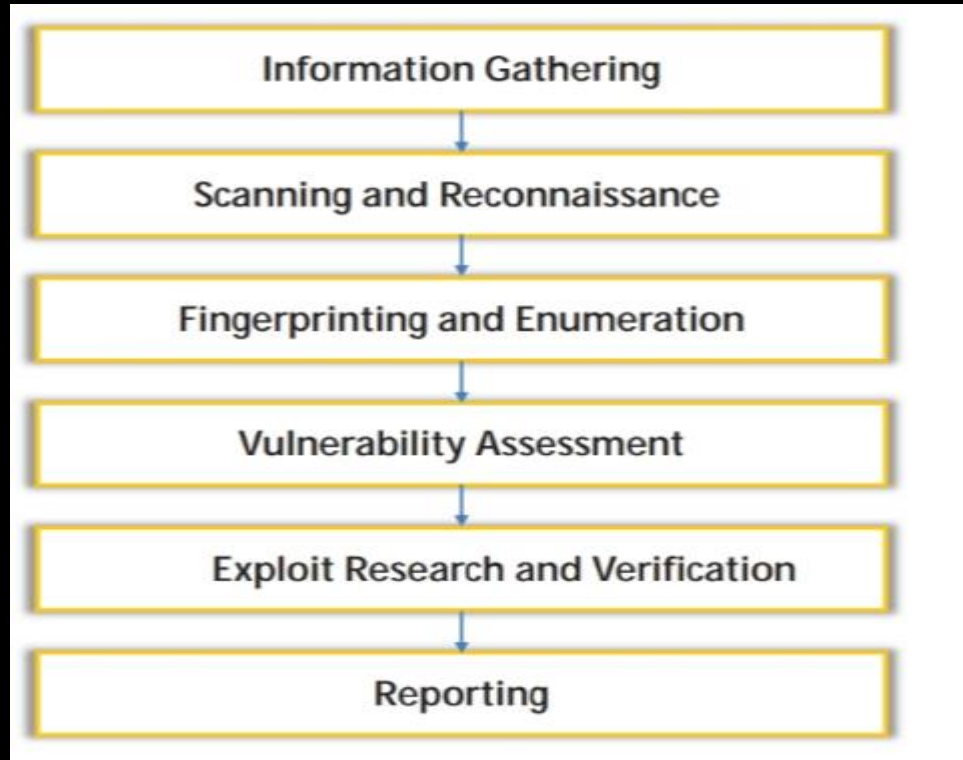 Information Gathering
Scanning and Reconnaissance
Fingerprinting and Enumeration
Vulnerability Assessment
Exploit Research and Verification
Reporting